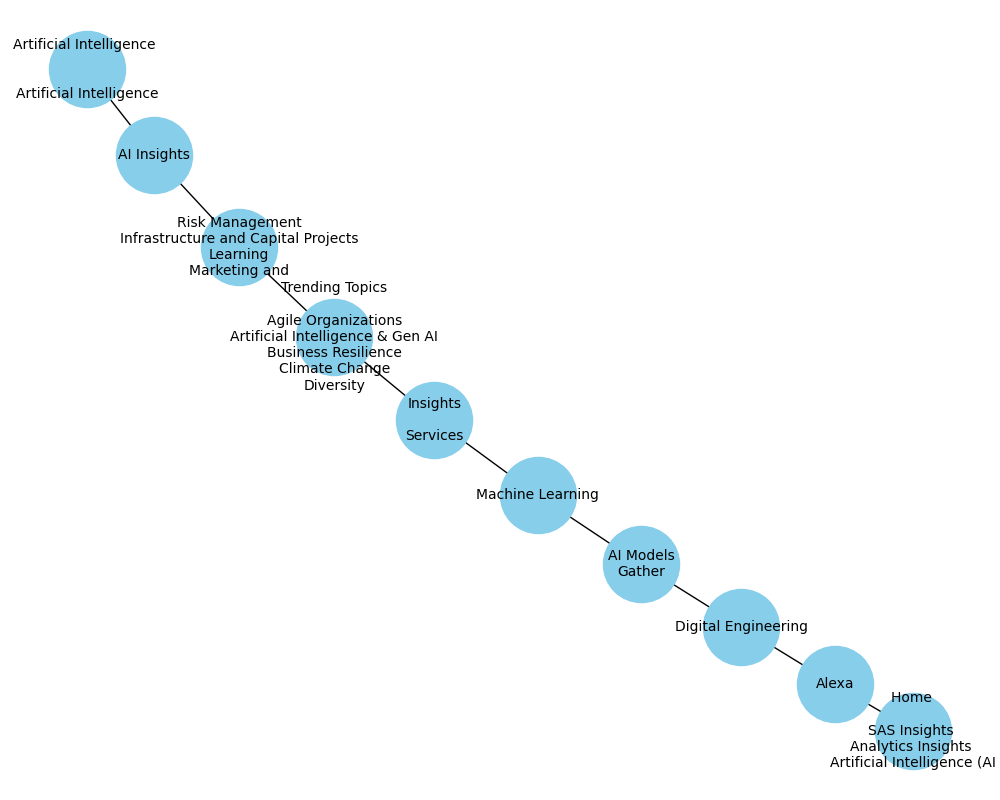 Artificial Intelligence
Artificial Intelligence
AI Insights
Risk Management
Infrastructure and Capital Projects
Learning
Marketing and
Trending Topics
Agile Organizations
Artificial Intelligence & Gen AI
Business Resilience
Climate Change
Diversity
Insights
Services
Machine Learning
AI Models
Gather
Digital Engineering
Alexa
Home
SAS Insights
Analytics Insights
Artificial Intelligence (AI